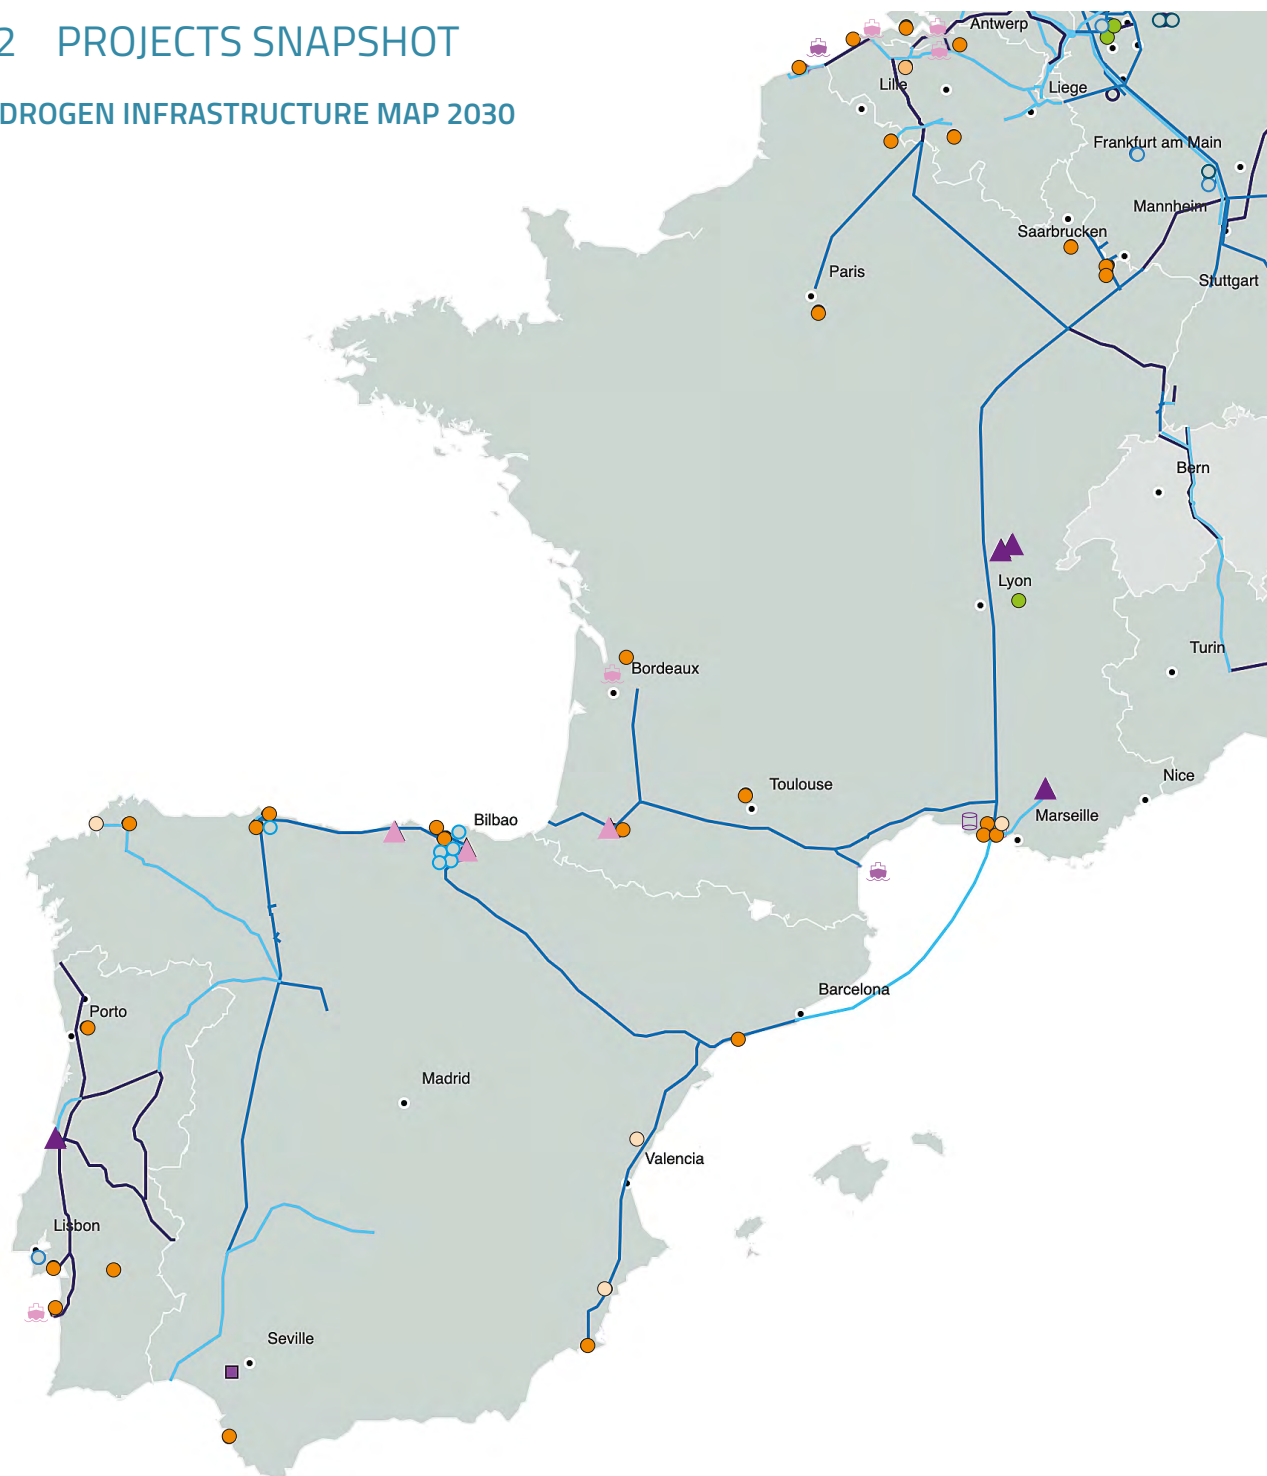 2 PROJECTS SNAPSHOT
DROGEN INFRASTRUCTURE MAP 2030
Antwerp
Lille
Liege
Frankfurt am Main
Mannheim
Saarbrucken
Paris
Stuttgart
Bern
Lyon
Turin
Bordeaux
Nice
Toulouse
Marseille
Bilbao
Barcelona
Porto
Madrid
Valencia
Lisbon
Seville